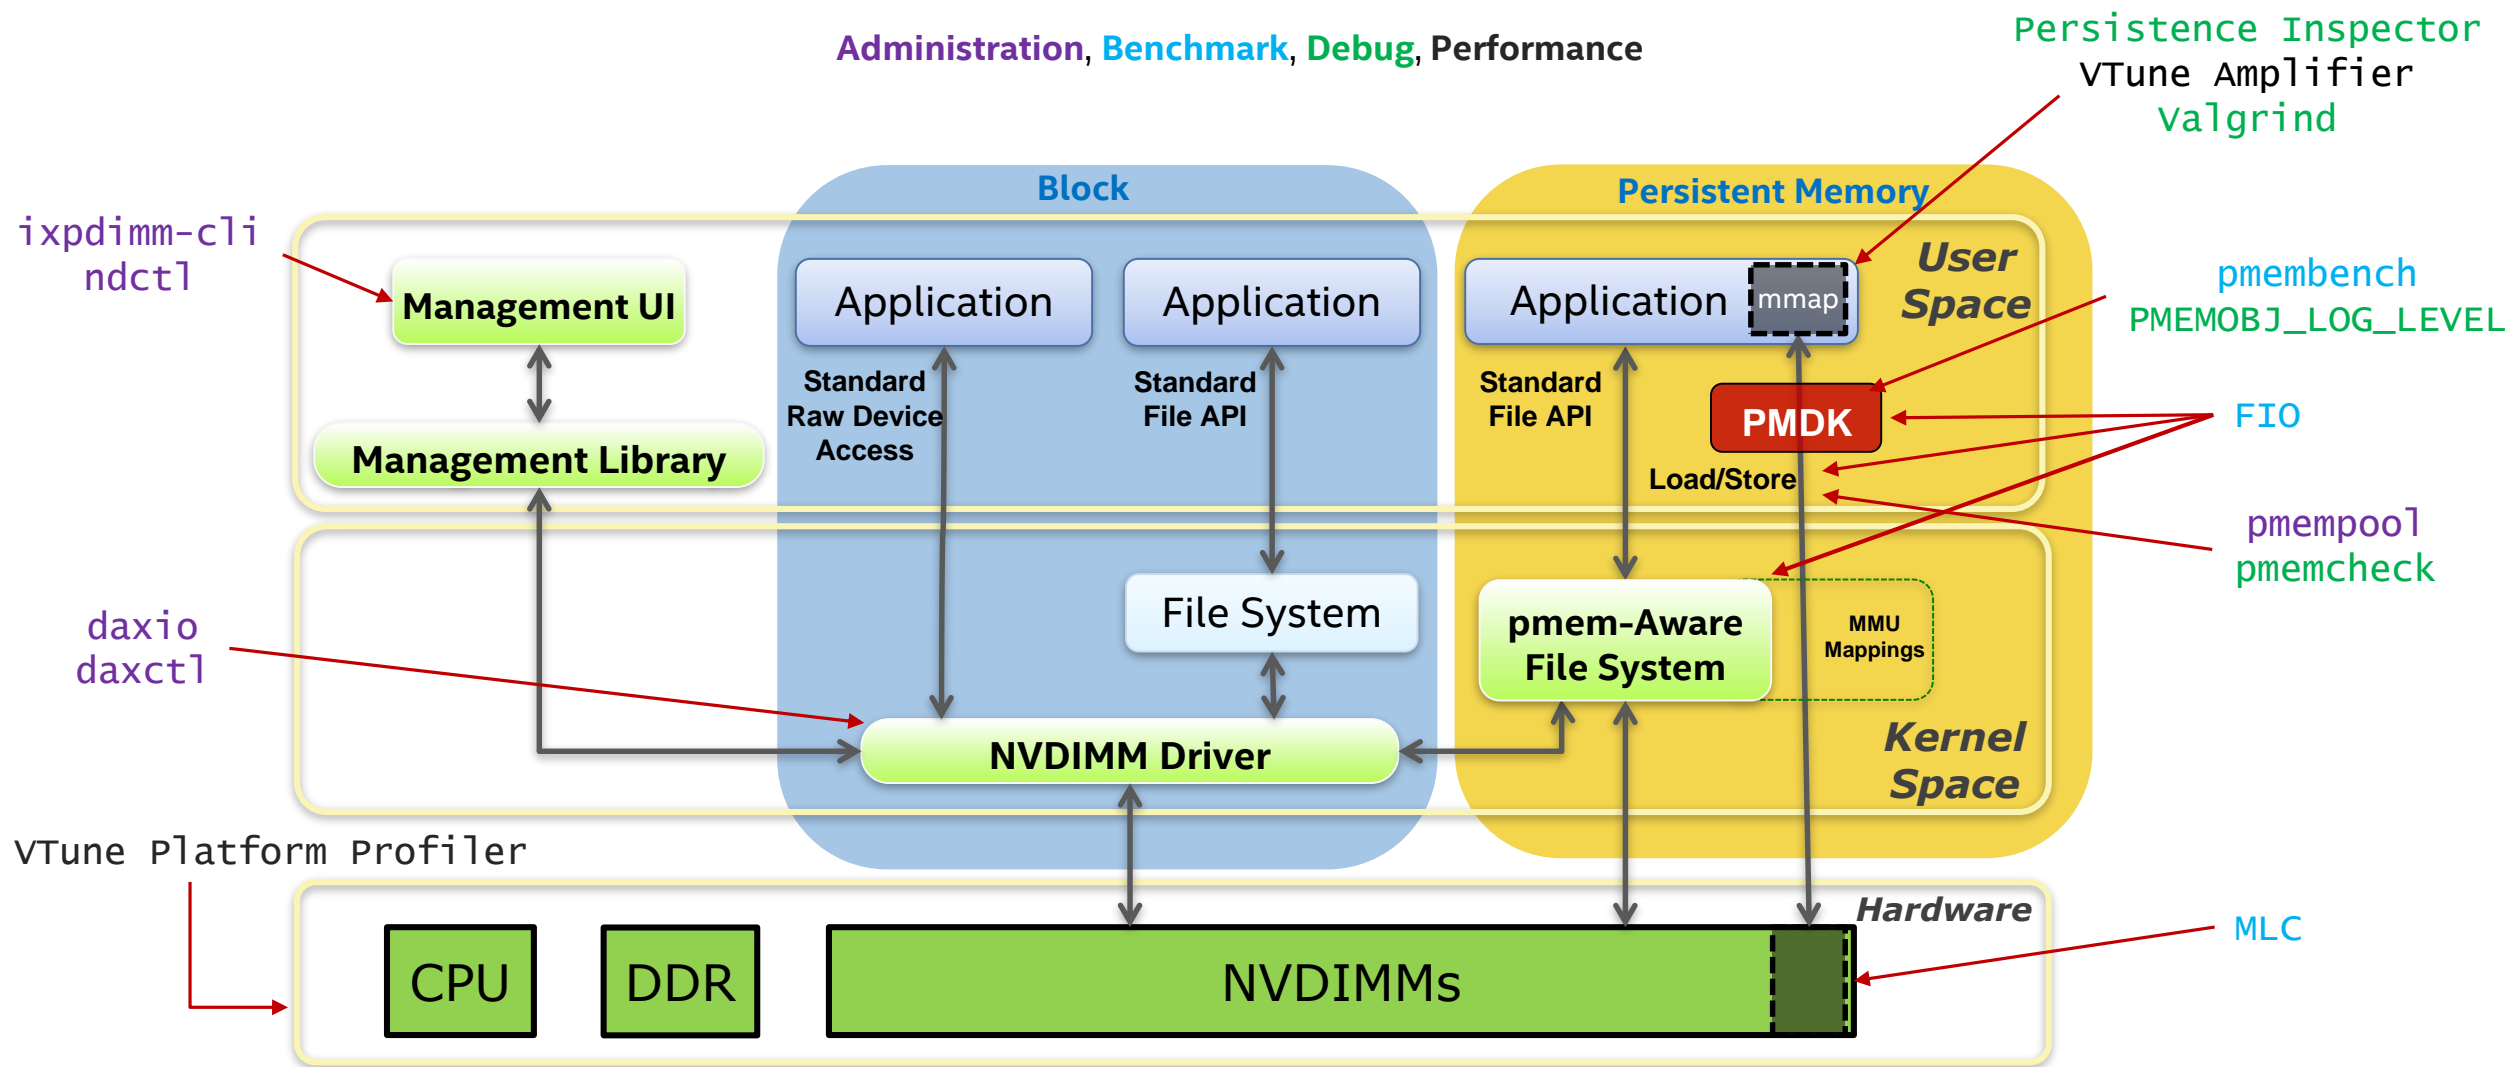 Administration, Benchmark, Debug, Performance
Persistence Inspector
VTune Amplifier
Valgrind
Block
Persistent Memory
ixpdimm-cli
ndctl
Management UI
Application
Application
Application
mmap
User
Space
pmembench
PMEMOBJ_LOG_LEVEL
Standard
Raw Device
Access
Standard
File API
Standard
File API
PMDK
FIO
Management Library
Load/Store
pmempool
pmemcheck
daxio
daxctl
File System
pmem-Aware
File System
MMU
Mappings
NVDIMM Driver
Kernel
Space
VTune Platform Profiler
Hardware
CPU
DDR
NVDIMMs
MLC